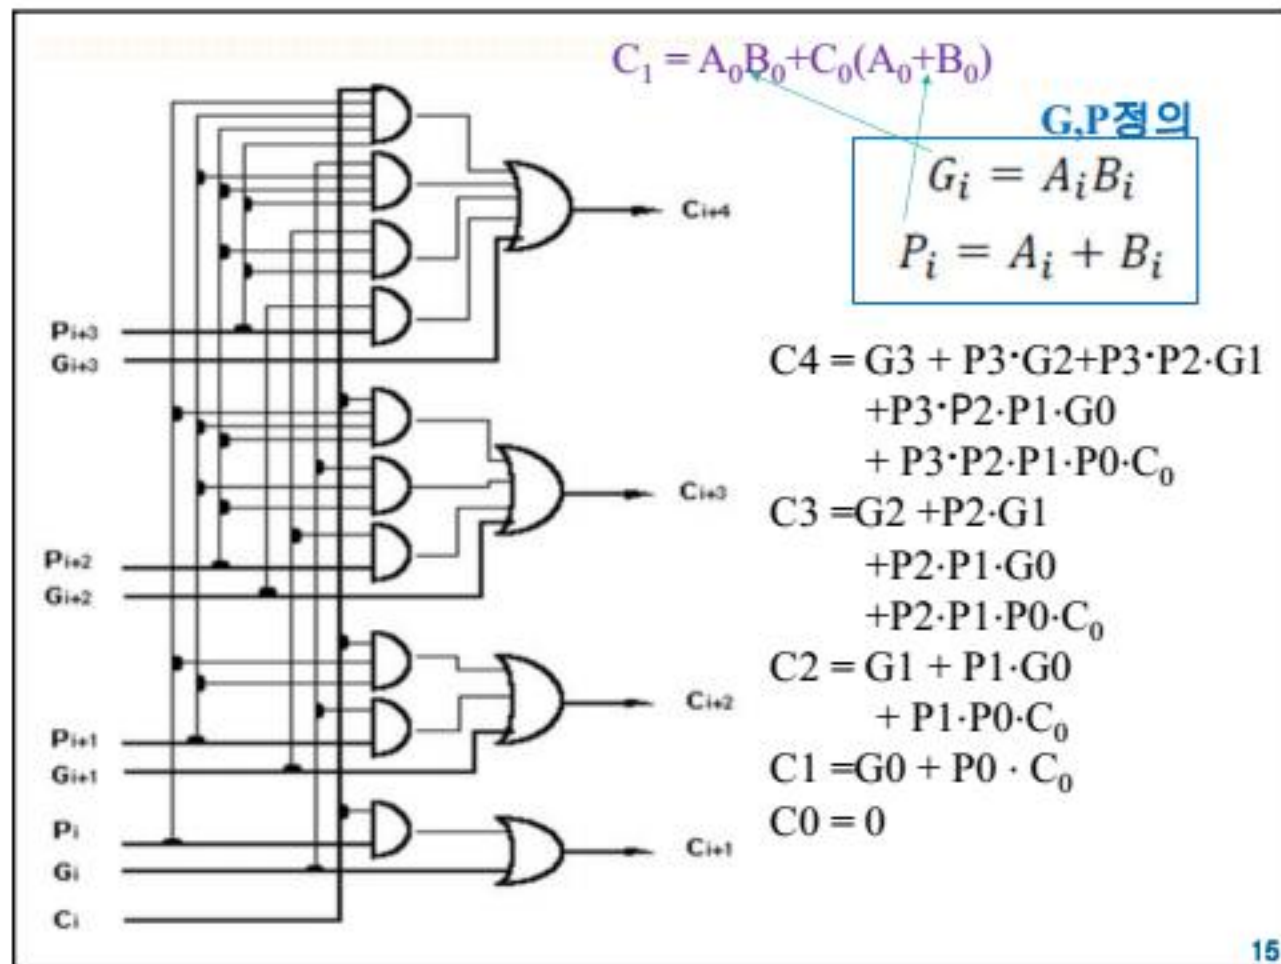 C₁ = A₀B₀+C₀(A₀+B₀)
G,P정의
Gᵢ = AᵢBᵢ
Pᵢ = Aᵢ + Bᵢ
Ci+4
Pi+3
Gi+3
Ci+3
Pi+2
Gi+2
Ci+2
Pi+1
Gi+1
Pi
Gi
Ci+1
Ci
C4 = G3 + P3·G2+P3·P2·G1
+P3·P2·P1·G0
+ P3·P2·P1·P0·C₀
C3 =G2 +P2·G1
+P2·P1·G0
+P2·P1·P0·C₀
C2 = G1 + P1·G0
+ P1·P0·C₀
C1 =G0 + P0 · C₀
C0 = 0
15